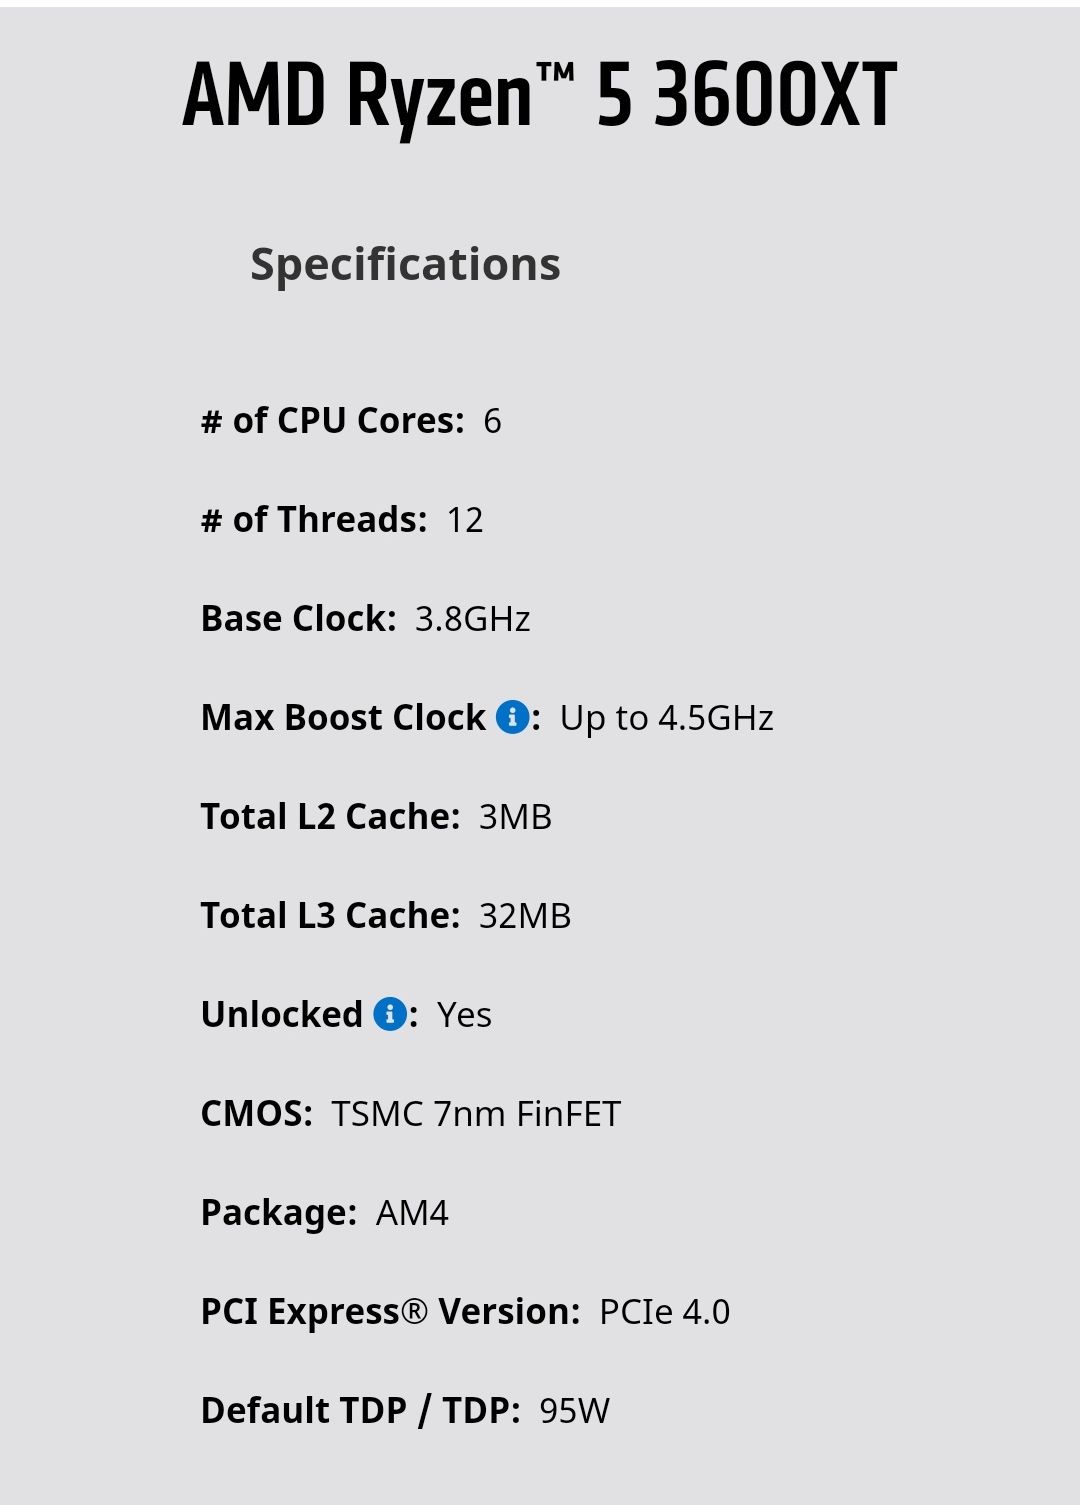 AMD Ryzen™ 5 3600XT
Specifications
# of CPU Cores: 6
# of Threads: 12
Base Clock: 3.8GHz
Max Boost Clock : Up to 4.5GHz
Total L2 Cache: 3MB
Total L3 Cache: 32MB
Unlocked : Yes
CMOS: TSMC 7nm FinFET
Package: AM4
PCI Express® Version: PCIe 4.0
Default TDP / TDP: 95W